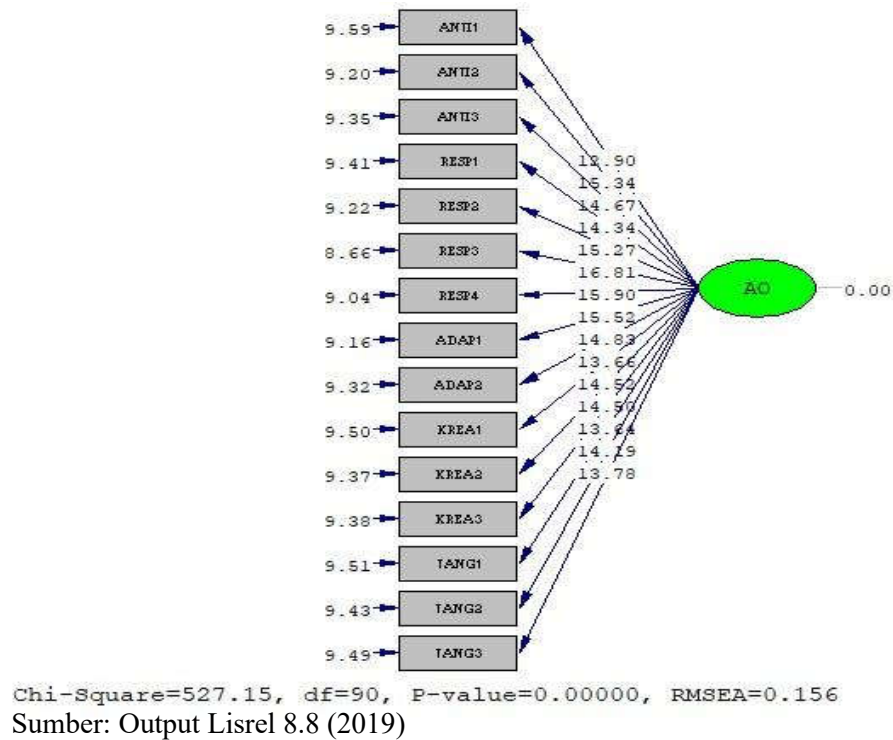 9.59 ANTI1
9.20 ANTI2
9.35 ANTI3
9.41 RESP1 12.90
15.34
9.22 RESP2 14.67
14.34
8.66 RESP3 15.27
16.81
9.04 RESP4 15.90 AO 0.00
15.52
9.16 ADAP1 14.83
13.66
9.32 ADAP2 14.52
14.50
9.50 KREA1 13.64
14.19
9.37 KREA2 13.78
9.38 KREA3
9.51 TANG1
9.43 TANG2
9.49 TANG3
Chi-Square=527.15, df=90, P-value=0.00000, RMSEA=0.156
Sumber: Output Lisrel 8.8 (2019)